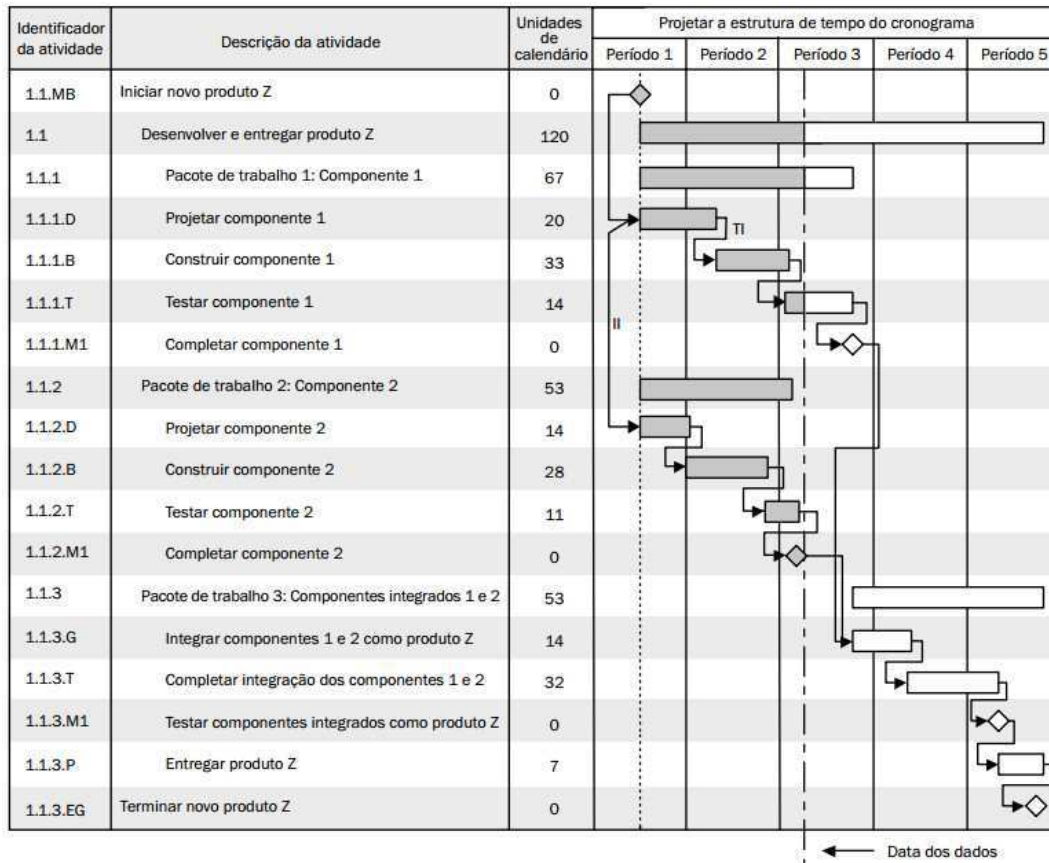 Identificador da atividade
Descrição da atividade
Unidades de calendário
Projetar a estrutura de tempo do cronograma
Período 1 Período 2 Período 3 Período 4 Período 5
1.1.MB Iniciar novo produto Z 0
1.1 Desenvolver e entregar produto Z 120
1.1.1 Pacote de trabalho 1: Componente 1 67
1.1.1.D Projetar componente 1 20
TI
1.1.1.B Construir componente 1 33
1.1.1.T Testar componente 1 14
II
1.1.1.M1 Completar componente 1 0
1.1.2 Pacote de trabalho 2: Componente 2 53
1.1.2.D Projetar componente 2 14
1.1.2.B Construir componente 2 28
1.1.2.T Testar componente 2 11
1.1.2.M1 Completar componente 2 0
1.1.3 Pacote de trabalho 3: Componentes integrados 1 e 2 53
1.1.3.G Integrar componentes 1 e 2 como produto Z 14
1.1.3.T Completar integração dos componentes 1 e 2 32
1.1.3.M1 Testar componentes integrados como produto Z 0
1.1.3.P Entregar produto Z 7
1.1.3.EG Terminar novo produto Z 0
Data dos dados